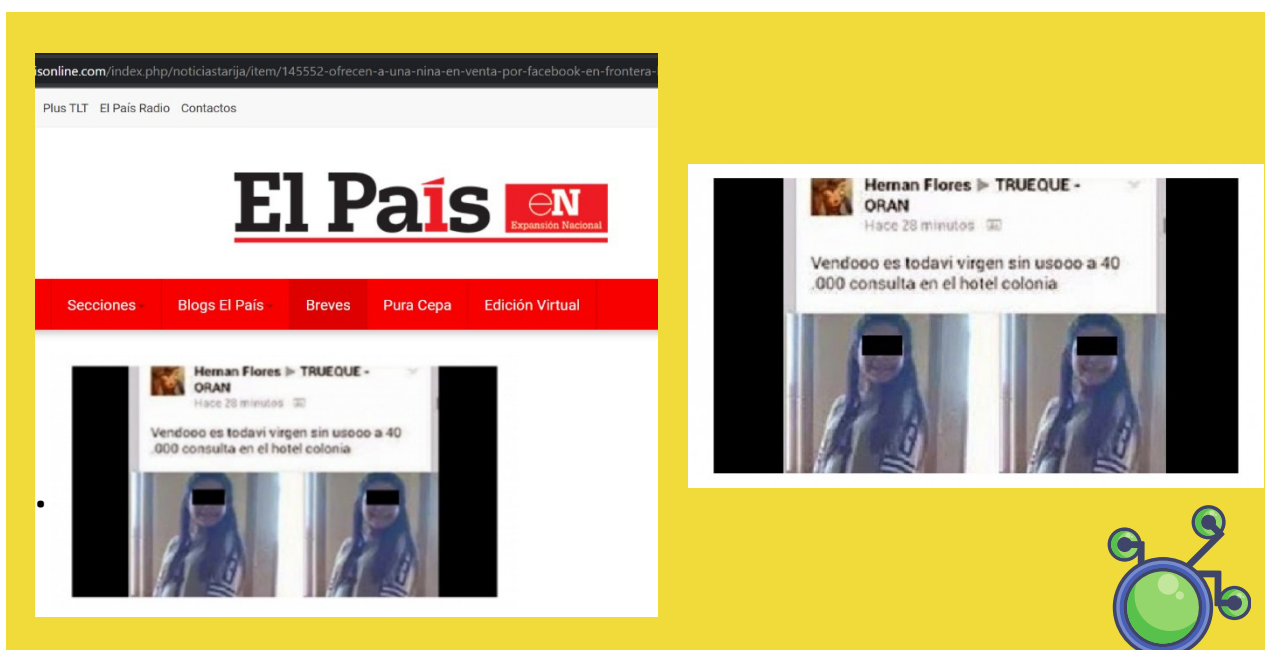 isonline.com/index.php/noticiastarija/item/145552-ofrecen-a-una-nina-en-venta-por-facebook-en-frontera-
Plus TLT El País Radio Contactos
El País eN
Expansión Nacional
Secciones Blogs El País Breves Pura Cepa Edición Virtual
Hernan Flores ▶ TRUEQUE -
ORAN
Hace 28 minutos
Vendooo es todavi virgen sin usooo a 40
.000 consulta en el hotel colonia
Hernan Flores ▶ TRUEQUE -
ORAN
Hace 28 minutos
Vendooo es todavi virgen sin usooo a 40
.000 consulta en el hotel colonia